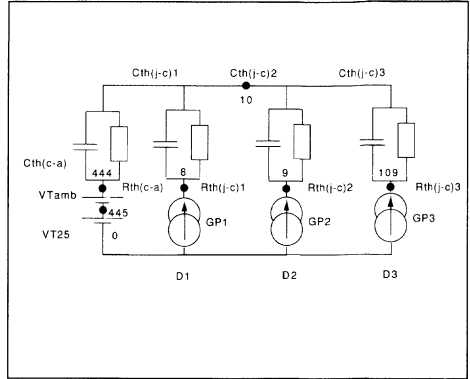 Cth(j-c)1 Cth(j-c)2 Cth(j-c)3
10
Cth(c-a)
444 8 9 109
VTamb Rth(c-a) Rth(j-c)1 Rth(j-c)2 Rth(j-c)3
445
GP1 GP2 GP3
VT25 0
D1 D2 D3